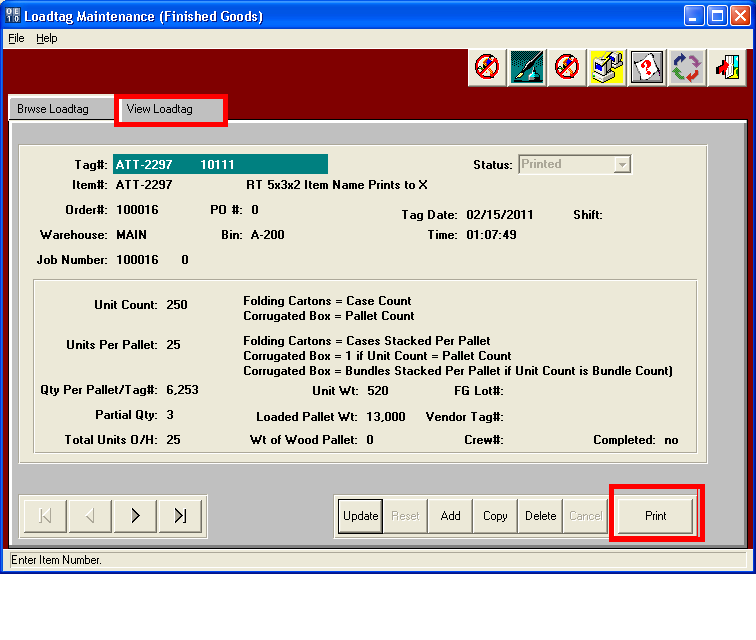 Loadtag Maintenance (Finished Goods)
File Help
Brwse Loadtag View Loadtag
Tag#: ATT-2297 10111 Status: Printed
Item#: ATT-2297 RT 5x3x2 Item Name Prints to X
Order#: 100016 PO #: 0 Tag Date: 02/15/2011 Shift:
Warehouse: MAIN Bin: A-200 Time: 01:07:49
Job Number: 100016 0
Unit Count: 250 Folding Cartons = Case Count
Corrugated Box = Pallet Count
Units Per Pallet: 25 Folding Cartons = Cases Stacked Per Pallet
Corrugated Box = 1 if Unit Count = Pallet Count
Corrugated Box = Bundles Stacked Per Pallet if Unit Count is Bundle Count)
Qty Per Pallet/Tag#: 6,253 Unit Wt: 520 FG Lot#:
Partial Qty: 3 Loaded Pallet Wt: 13,000 Vendor Tag#:
Total Units O/H: 25 Wt of Wood Pallet: 0 Crew#: Completed: no
Update Reset Add Copy Delete Cancel Print
Enter Item Number.